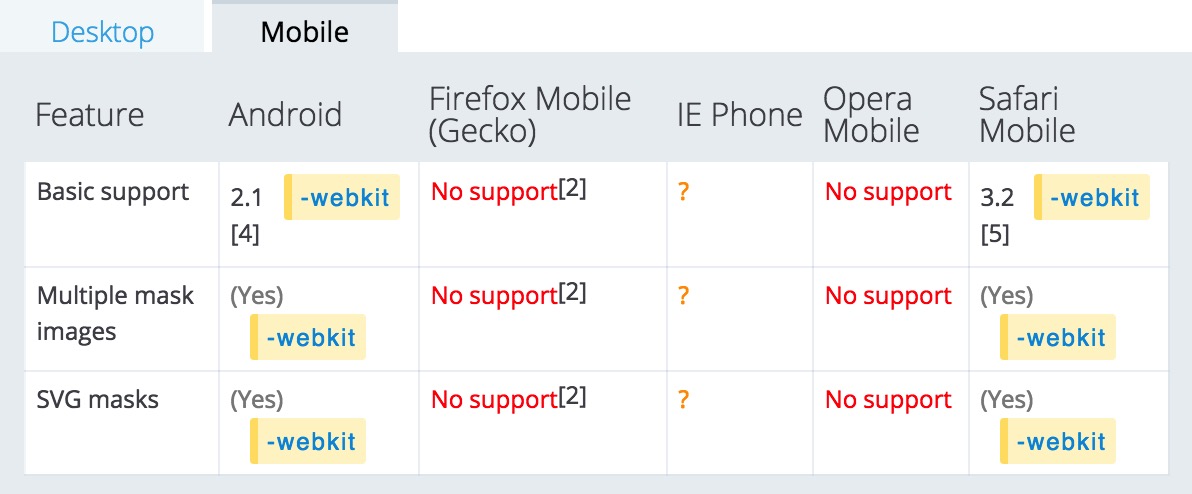 Desktop Mobile
Feature Android Firefox Mobile (Gecko) IE Phone Opera Mobile Safari Mobile
Basic support 2.1 -webkit [4] No support[2] ? No support 3.2 -webkit [5]
Multiple mask images (Yes) -webkit No support[2] ? No support (Yes) -webkit
SVG masks (Yes) -webkit No support[2] ? No support (Yes) -webkit